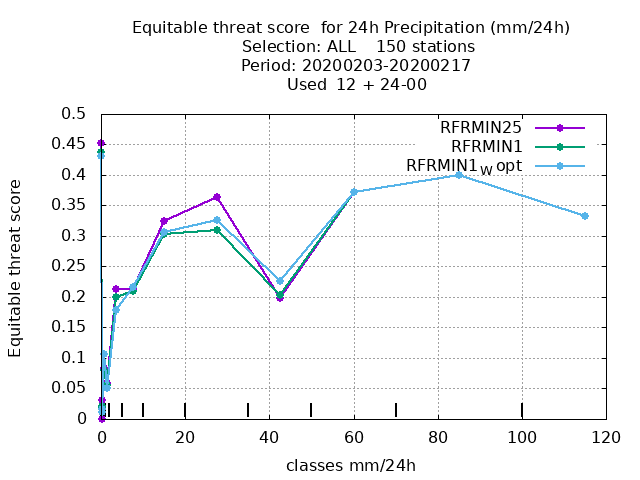 Equitable threat score  for 24h Precipitation (mm/24h)
Selection: ALL    150 stations
Period: 20200203-20200217
Used  12 + 24-00
0.5
0.45
0.4
0.35
0.3
0.25
0.2
0.15
0.1
0.05
0
Equitable threat score
RFRMIN25
RFRMIN1
RFRMIN1W opt
0 20 40 60 80 100 120
classes mm/24h